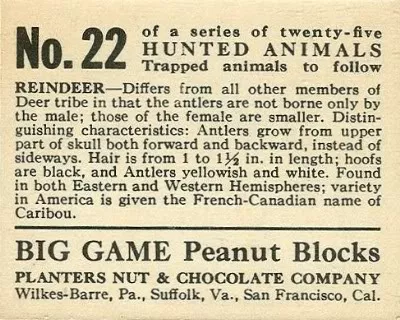 No. 22
of a series of twenty-five
HUNTED ANIMALS
Trapped animals to follow
REINDEER—Differs from all other members of
Deer tribe in that the antlers are not borne only by
the male; those of the female are smaller. Distin-
guishing characteristics: Antlers grow from upper
part of skull both forward and backward, instead of
sideways. Hair is from 1 to 1½ in. in length; hoofs
are black, and Antlers yellowish and white. Found
in both Eastern and Western Hemispheres; variety
in America is given the French-Canadian name of
Caribou.
BIG GAME Peanut Blocks
PLANTERS NUT & CHOCOLATE COMPANY
Wilkes-Barre, Pa., Suffolk, Va., San Francisco, Cal.